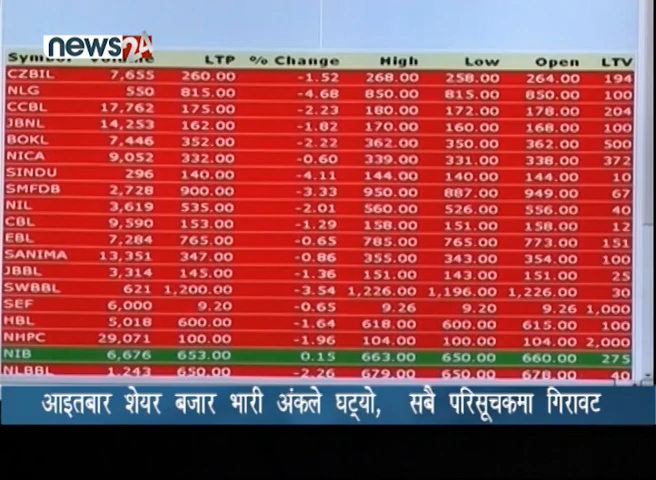 news24
Symbol Volume LTP % Change High Low Open LTV
CZBIL 7,655 260.00 -1.52 268.00 258.00 264.00 194
NLG 550 815.00 -4.68 850.00 815.00 850.00 100
CCBL 17,762 175.00 -2.23 180.00 172.00 178.00 204
JBNL 14,253 162.00 -1.82 170.00 160.00 168.00 100
BOKL 7,446 352.00 -2.22 362.00 350.00 362.00 500
NICA 9,052 332.00 -0.60 339.00 331.00 338.00 372
SINDU 296 140.00 -4.11 144.00 140.00 144.00 10
SMFDB 2,728 900.00 -3.33 950.00 887.00 949.00 67
NIL 3,619 535.00 -2.01 560.00 526.00 556.00 40
CBL 9,590 153.00 -1.29 158.00 151.00 158.00 12
EBL 7,284 765.00 -0.65 785.00 765.00 773.00 151
SANIMA 13,351 347.00 -0.86 355.00 343.00 354.00 100
JBBL 3,314 145.00 -1.36 151.00 143.00 151.00 25
SWBBL 621 1,200.00 -3.54 1,226.00 1,196.00 1,226.00 30
SEF 6,000 9.20 -0.65 9.26 9.20 9.26 1,000
HBL 5,018 600.00 -1.64 618.00 600.00 615.00 100
NHPC 29,071 100.00 -1.96 104.00 100.00 104.00 2,000
NIB 6,676 653.00 0.15 663.00 650.00 660.00 275
NLBBL 1,243 650.00 -2.26 679.00 650.00 678.00 40
आइतबार शेयर बजार भारी अंकले घट्यो, सबै परिसूचकमा गिरावट